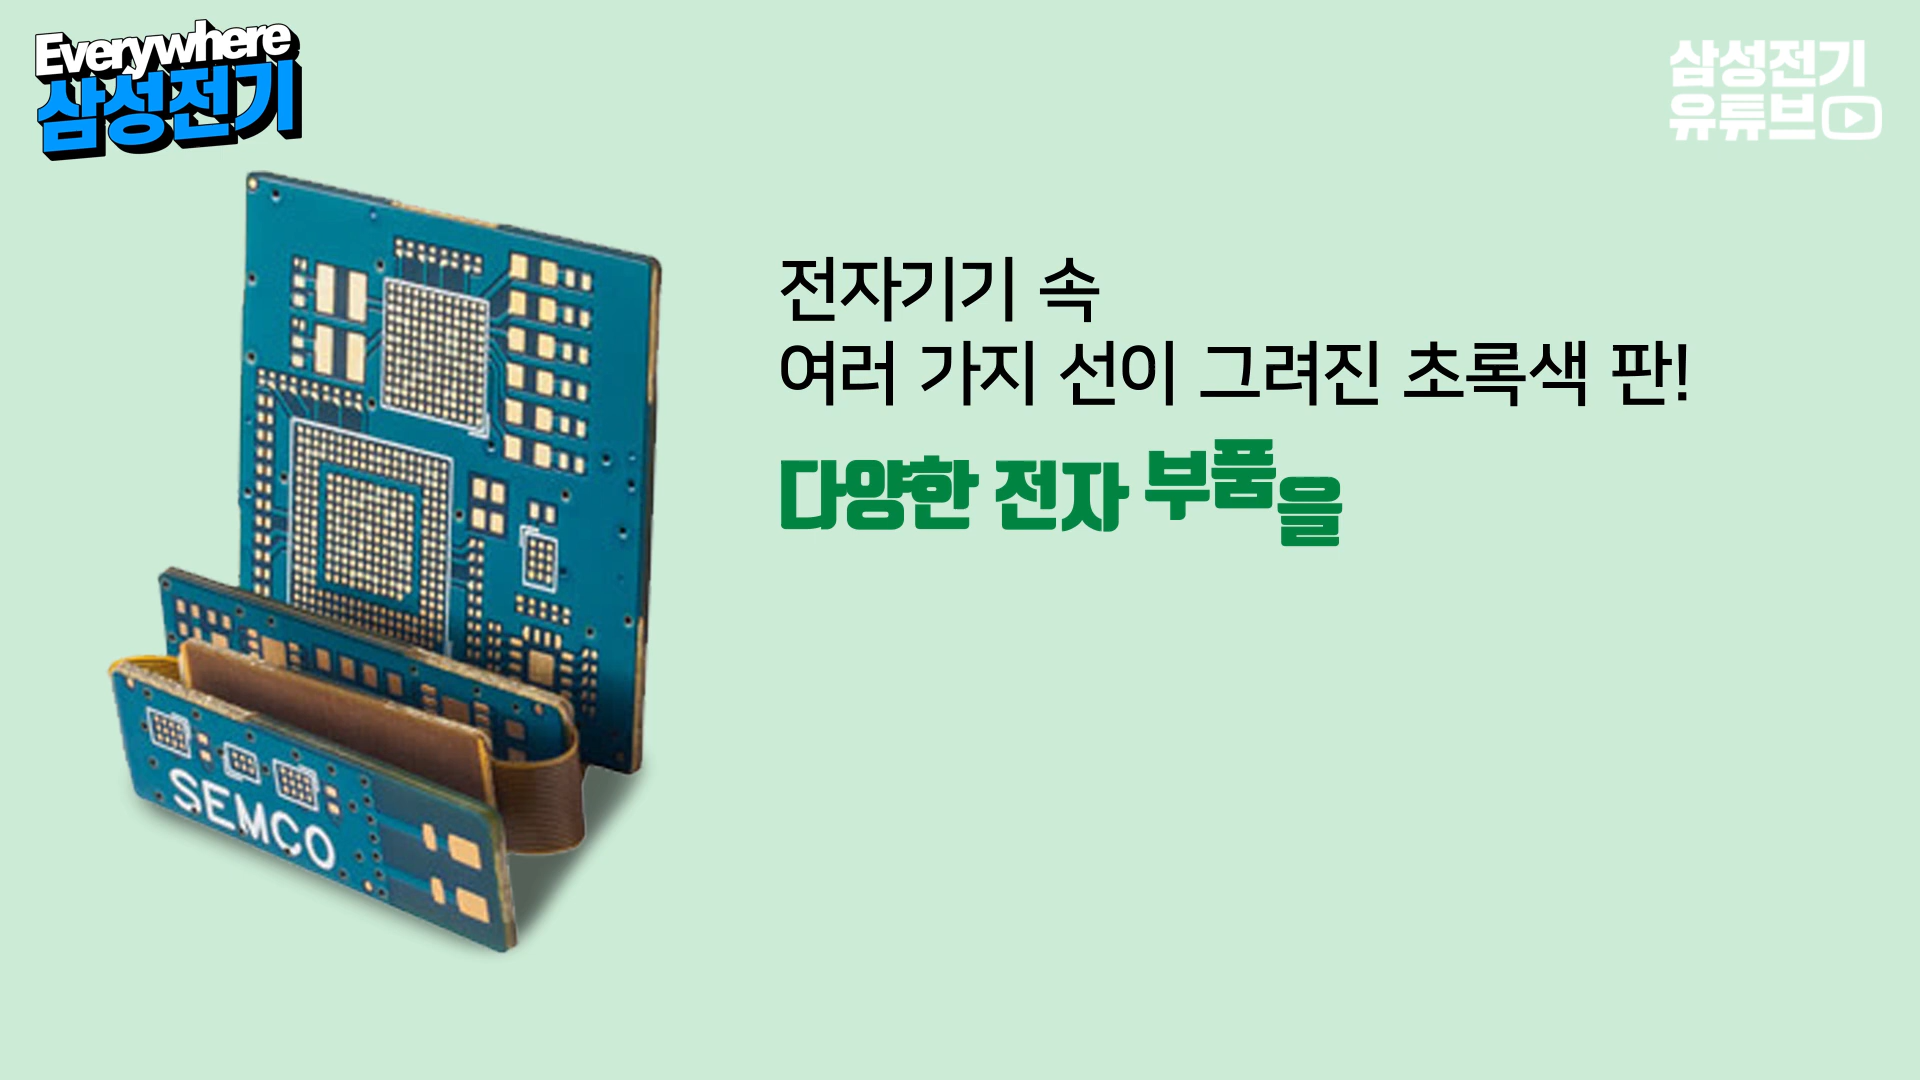 Everywhere
삼성전기
삼성전기
유튜브
전자기기 속
여러 가지 선이 그려진 초록색 판!
다양한 전자 부품을
SEMCO